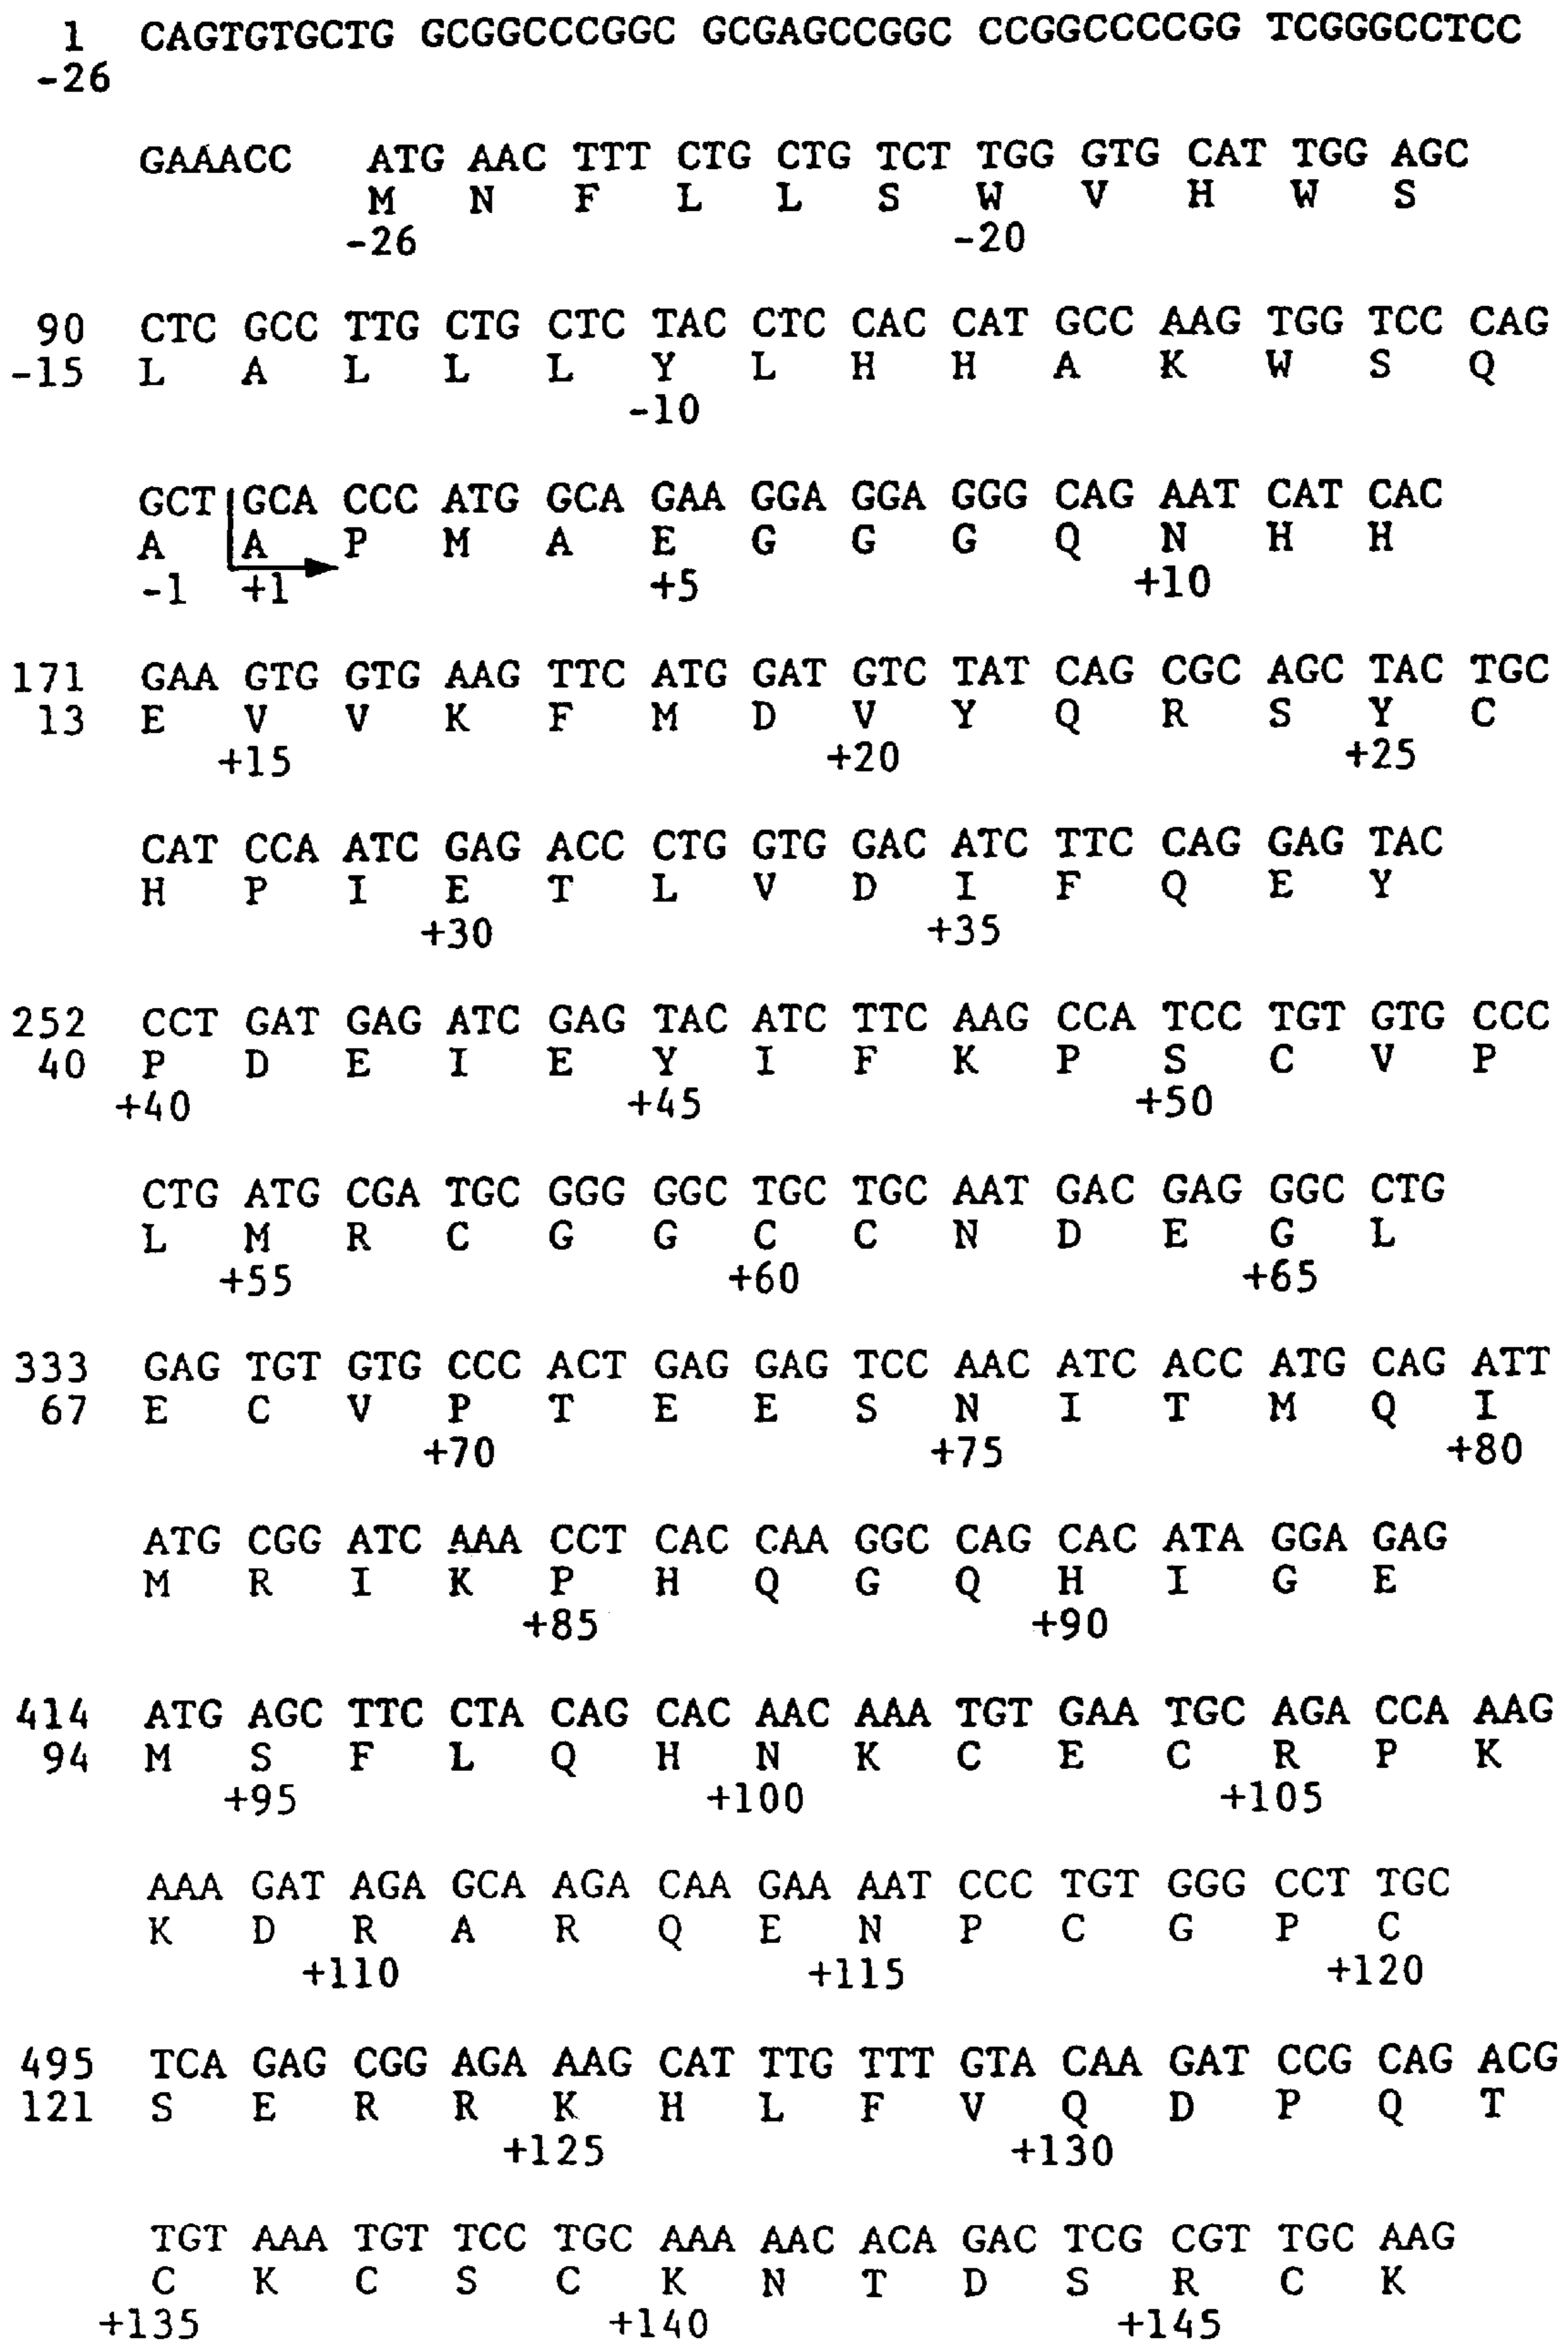 1 CAGTGTGCTG GCGGCCCGGC GCGAGCCGGC CCGGCCCCGG TCGGGCCTCC
-26
GAAACC ATG AAC TTT CTG CTG TCT TGG GTG CAT TGG AGC
M N F L L S W V H W S
-26 -20
90 CTC GCC TTG CTG CTC TAC CTC CAC CAT GCC AAG TGG TCC CAG
-15 L A L L L Y L H H A K W S Q
-10
GCT GCA CCC ATG GCA GAA GGA GGA GGG CAG AAT CAT CAC
A A P M A E G G G Q N H H
-1 +1 +5 +10
171 GAA GTG GTG AAG TTC ATG GAT GTC TAT CAG CGC AGC TAC TGC
13 E V V K F M D V Y Q R S Y C
+15 +20 +25
CAT CCA ATC GAG ACC CTG GTG GAC ATC TTC CAG GAG TAC
H P I E T L V D I F Q E Y
+30 +35
252 CCT GAT GAG ATC GAG TAC ATC TTC AAG CCA TCC TGT GTG CCC
40 P D E I E Y I F K P S C V P
+40 +45 +50
CTG ATG CGA TGC GGG GGC TGC TGC AAT GAC GAG GGC CTG
L M R C G G C C N D E G L
+55 +60 +65
333 GAG TGT GTG CCC ACT GAG GAG TCC AAC ATC ACC ATG CAG ATT
67 E C V P T E E S N I T M Q I
+70 +75 +80
ATG CGG ATC AAA CCT CAC CAA GGC CAG CAC ATA GGA GAG
M R I K P H Q G Q H I G E
+85 +90
414 ATG AGC TTC CTA CAG CAC AAC AAA TGT GAA TGC AGA CCA AAG
94 M S F L Q H N K C E C R P K
+95 +100 +105
AAA GAT AGA GCA AGA CAA GAA AAT CCC TGT GGG CCT TGC
K D R A R Q E N P C G P C
+110 +115 +120
495 TCA GAG CGG AGA AAG CAT TTG TTT GTA CAA GAT CCG CAG ACG
121 S E R R K H L F V Q D P Q T
+125 +130
TGT AAA TGT TCC TGC AAA AAC ACA GAC TCG CGT TGC AAG
C K C S C K N T D S R C K
+135 +140 +145